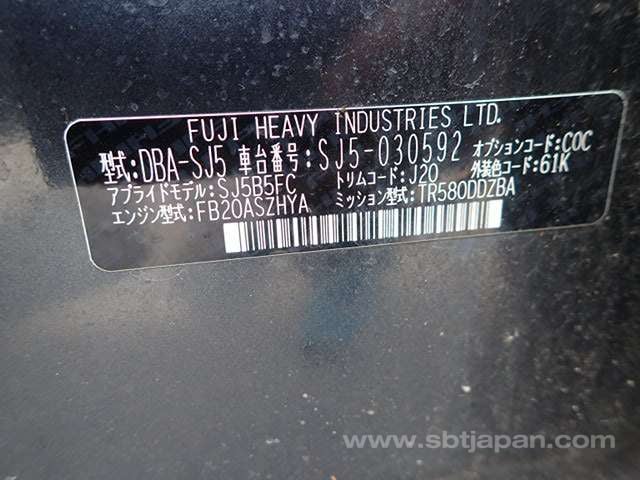 FUJI HEAVY INDUSTRIES LTD.
型式:DBA-SJ5 車台番号:SJ5-030592 オプションコード:C0C
アプライドモデル:SJ5B5FC トリムコード:J20 外装色コード:61K
エンジン型式:FB20ASZHYA ミッション型式:TR580DDZBA
www.sbtjapan.com